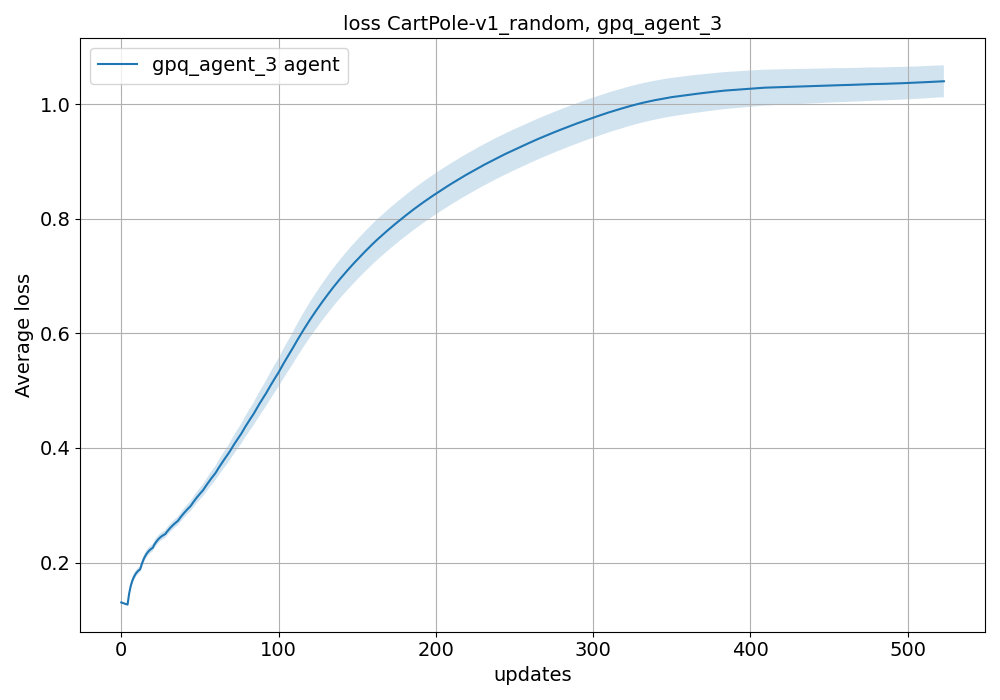 loss CartPole-v1_random, gpq_agent_3
gpq_agent_3 agent
Average loss
1.0
0.8
0.6
0.4
0.2
0 100 200 300 400 500
updates